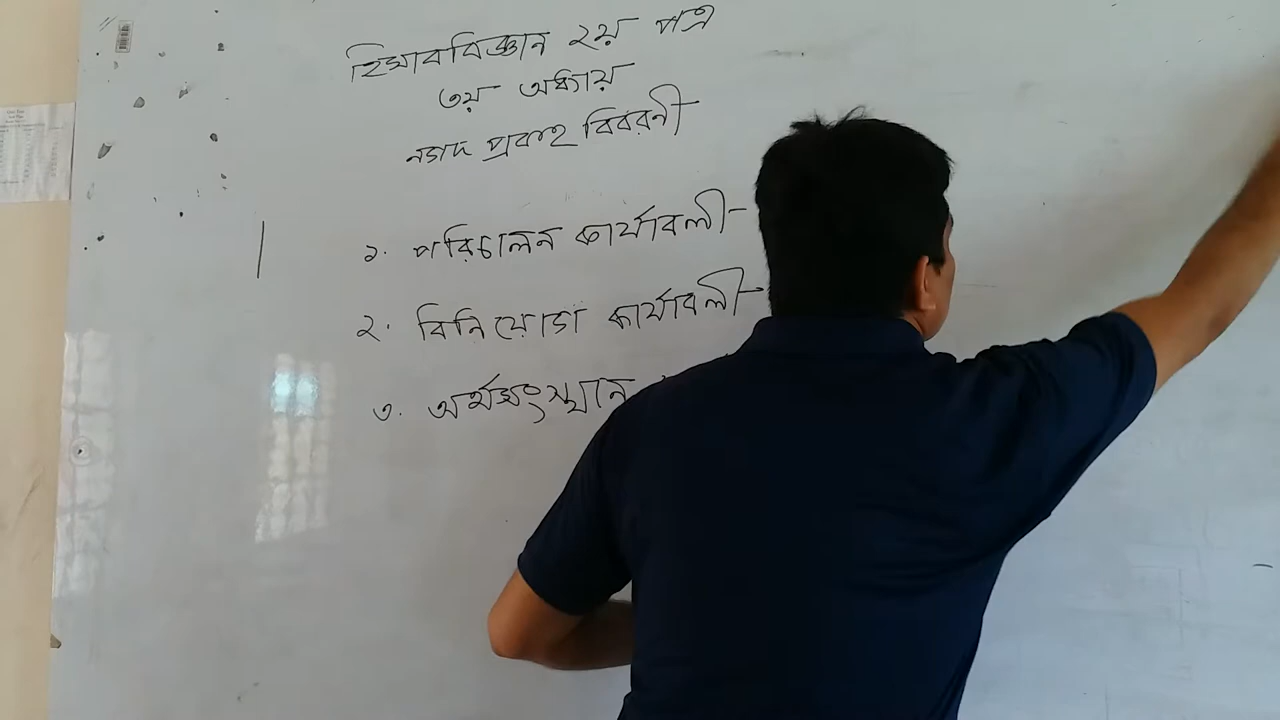 হিসাববিজ্ঞান ২য় পত্র
৩য় অধ্যায়
নগদ প্রবাহ বিবরণী
১. পরিচালন কার্যাবলী-
২. বিনিয়োগ কার্যাবলী-
৩. অর্থসংস্থান